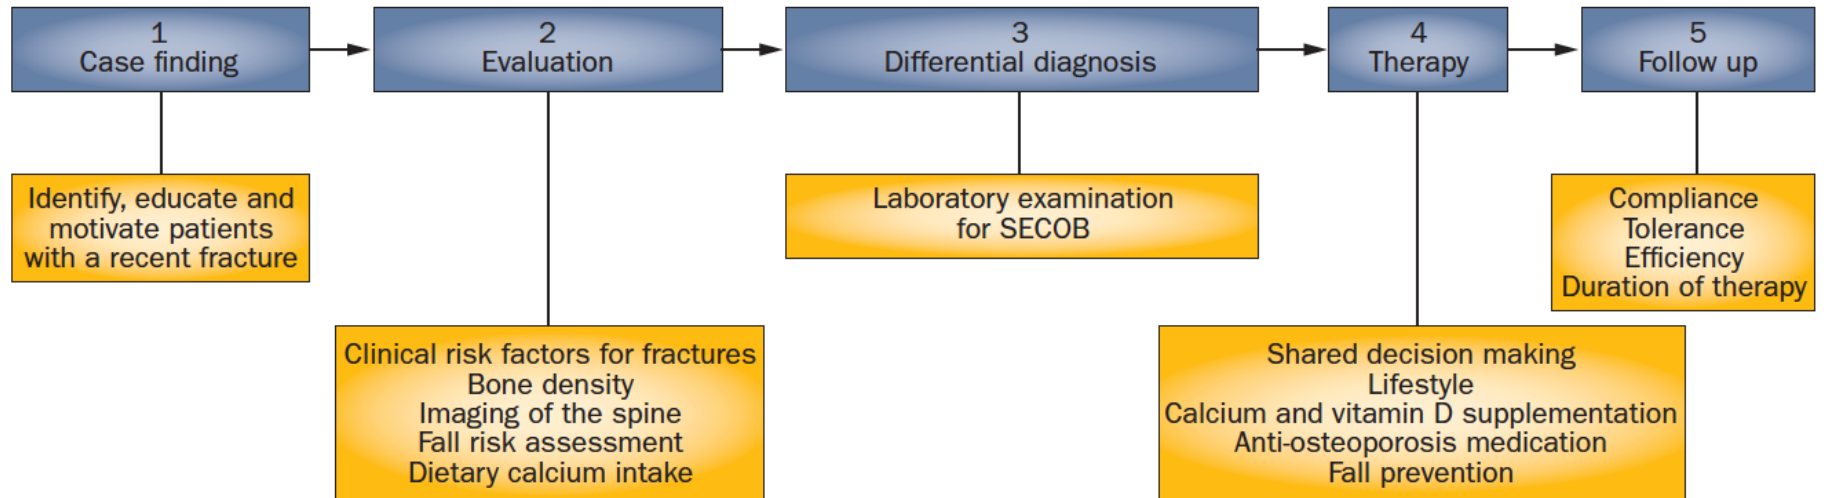 1
Case finding
2
Evaluation
3
Differential diagnosis
4
Therapy
5
Follow up
Identify, educate and
motivate patients
with a recent fracture
Laboratory examination
for SECOB
Compliance
Tolerance
Efficiency
Duration of therapy
Clinical risk factors for fractures
Bone density
Imaging of the spine
Fall risk assessment
Dietary calcium intake
Shared decision making
Lifestyle
Calcium and vitamin D supplementation
Anti-osteoporosis medication
Fall prevention